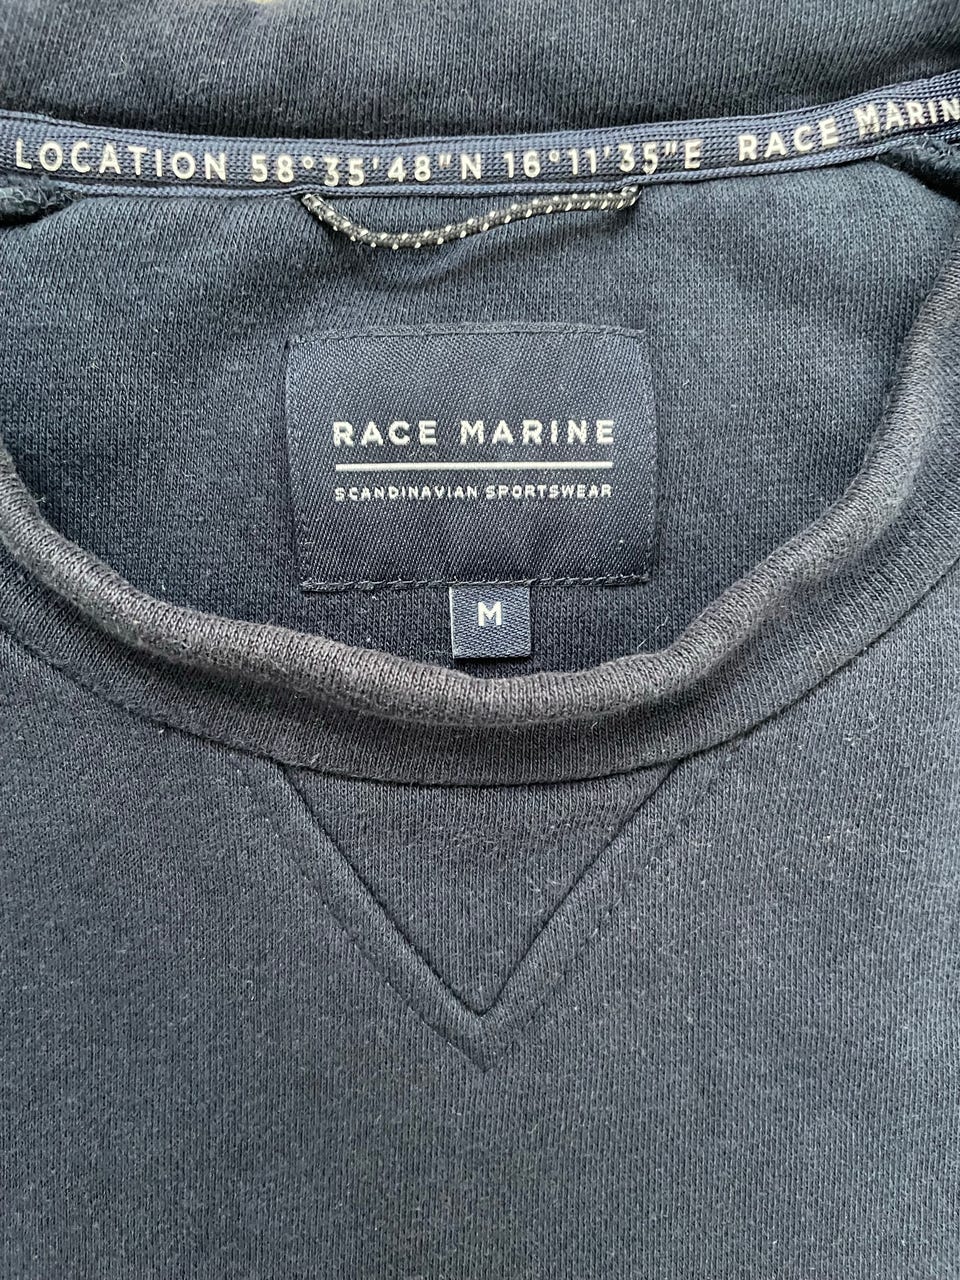 LOCATION 58°35'48"N 16°11'35"E RACE MARIN
RACE MARINE
SCANDINAVIAN SPORTSWEAR
M